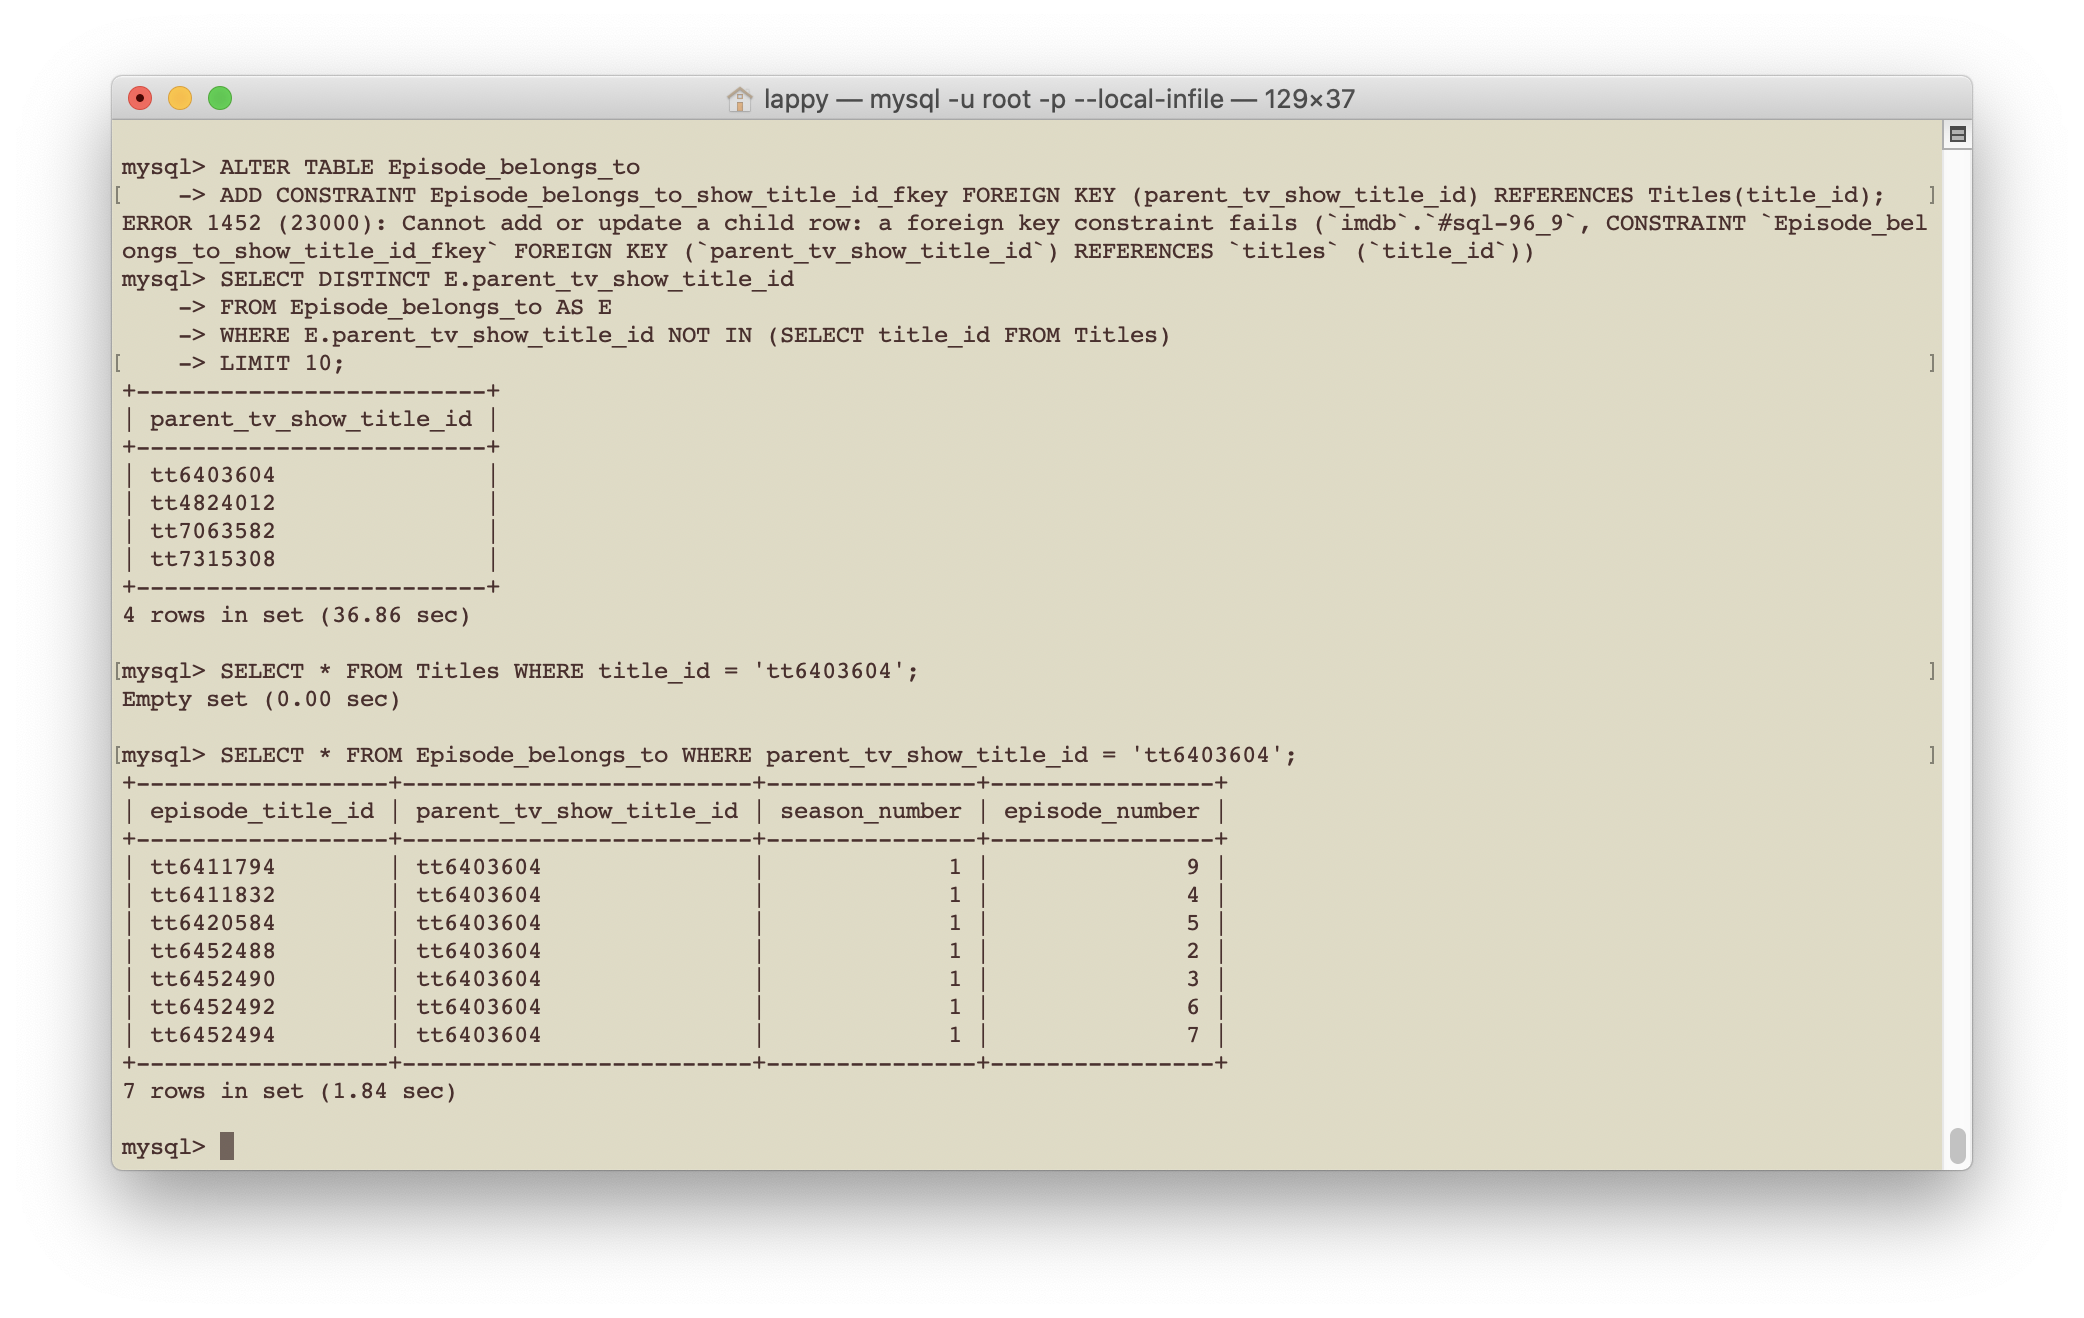 lappy — mysql -u root -p --local-infile — 129×37
mysql> ALTER TABLE Episode_belongs_to
[    -> ADD CONSTRAINT Episode_belongs_to_show_title_id_fkey FOREIGN KEY (parent_tv_show_title_id) REFERENCES Titles(title_id);   ]
ERROR 1452 (23000): Cannot add or update a child row: a foreign key constraint fails (`imdb`.`#sql-96_9`, CONSTRAINT `Episode_bel
ongs_to_show_title_id_fkey` FOREIGN KEY (`parent_tv_show_title_id`) REFERENCES `titles` (`title_id`))
mysql> SELECT DISTINCT E.parent_tv_show_title_id
    -> FROM Episode_belongs_to AS E
    -> WHERE E.parent_tv_show_title_id NOT IN (SELECT title_id FROM Titles)
[    -> LIMIT 10;   ]
+-------------------------+
| parent_tv_show_title_id |
+-------------------------+
| tt6403604               |
| tt4824012               |
| tt7063582               |
| tt7315308               |
+-------------------------+
4 rows in set (36.86 sec)
[mysql> SELECT * FROM Titles WHERE title_id = 'tt6403604';   ]
Empty set (0.00 sec)
[mysql> SELECT * FROM Episode_belongs_to WHERE parent_tv_show_title_id = 'tt6403604';   ]
+------------------+-------------------------+---------------+----------------+
| episode_title_id | parent_tv_show_title_id | season_number | episode_number |
+------------------+-------------------------+---------------+----------------+
| tt6411794        | tt6403604               |             1 |              9 |
| tt6411832        | tt6403604               |             1 |              4 |
| tt6420584        | tt6403604               |             1 |              5 |
| tt6452488        | tt6403604               |             1 |              2 |
| tt6452490        | tt6403604               |             1 |              3 |
| tt6452492        | tt6403604               |             1 |              6 |
| tt6452494        | tt6403604               |             1 |              7 |
+------------------+-------------------------+---------------+----------------+
7 rows in set (1.84 sec)
mysql>